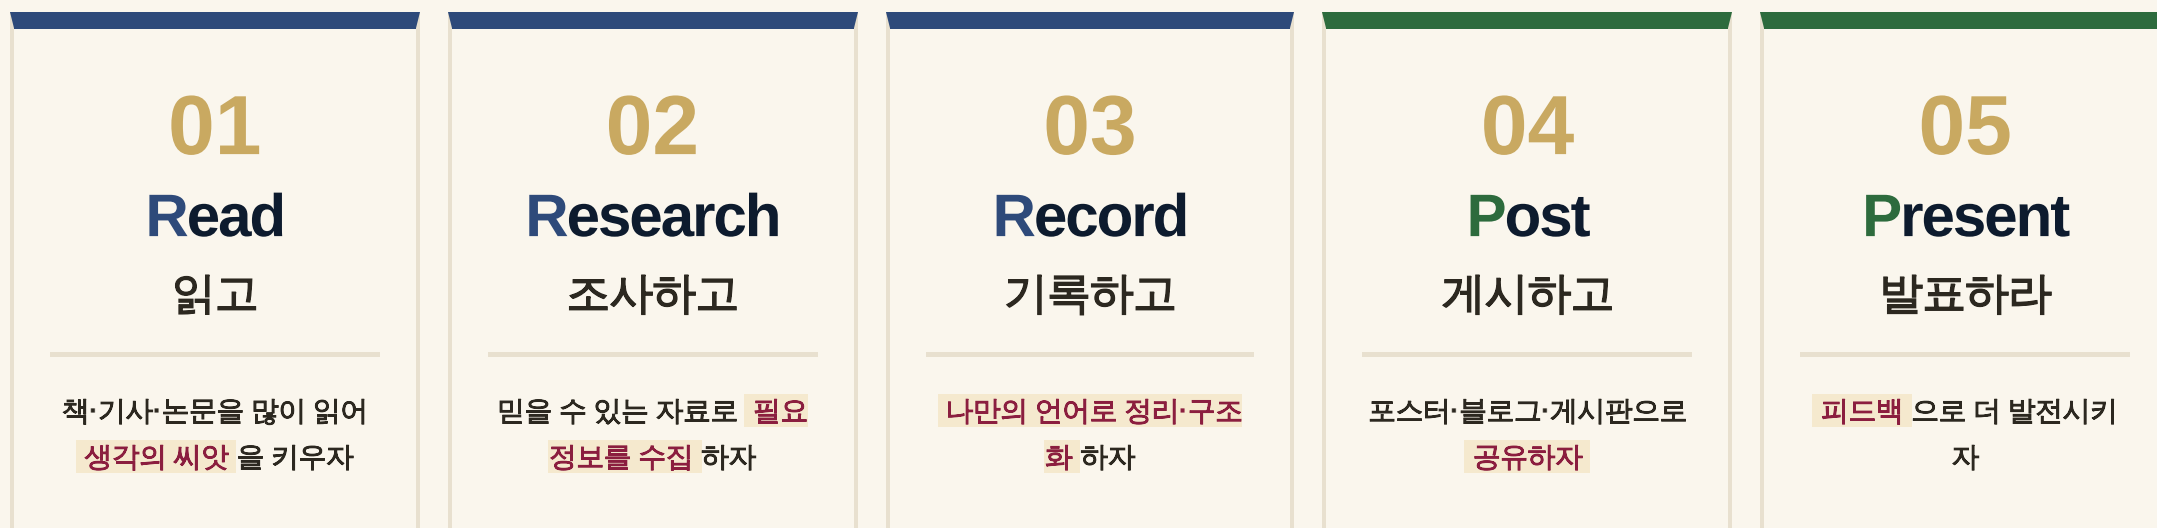 01
Read
읽고
책·기사·논문을 많이 읽어
생각의 씨앗을 키우자
02
Research
조사하고
믿을 수 있는 자료로 필요
정보를 수집하자
03
Record
기록하고
나만의 언어로 정리·구조
화하자
04
Post
게시하고
포스터·블로그·게시판으로
공유하자
05
Present
발표하라
피드백으로 더 발전시키
자